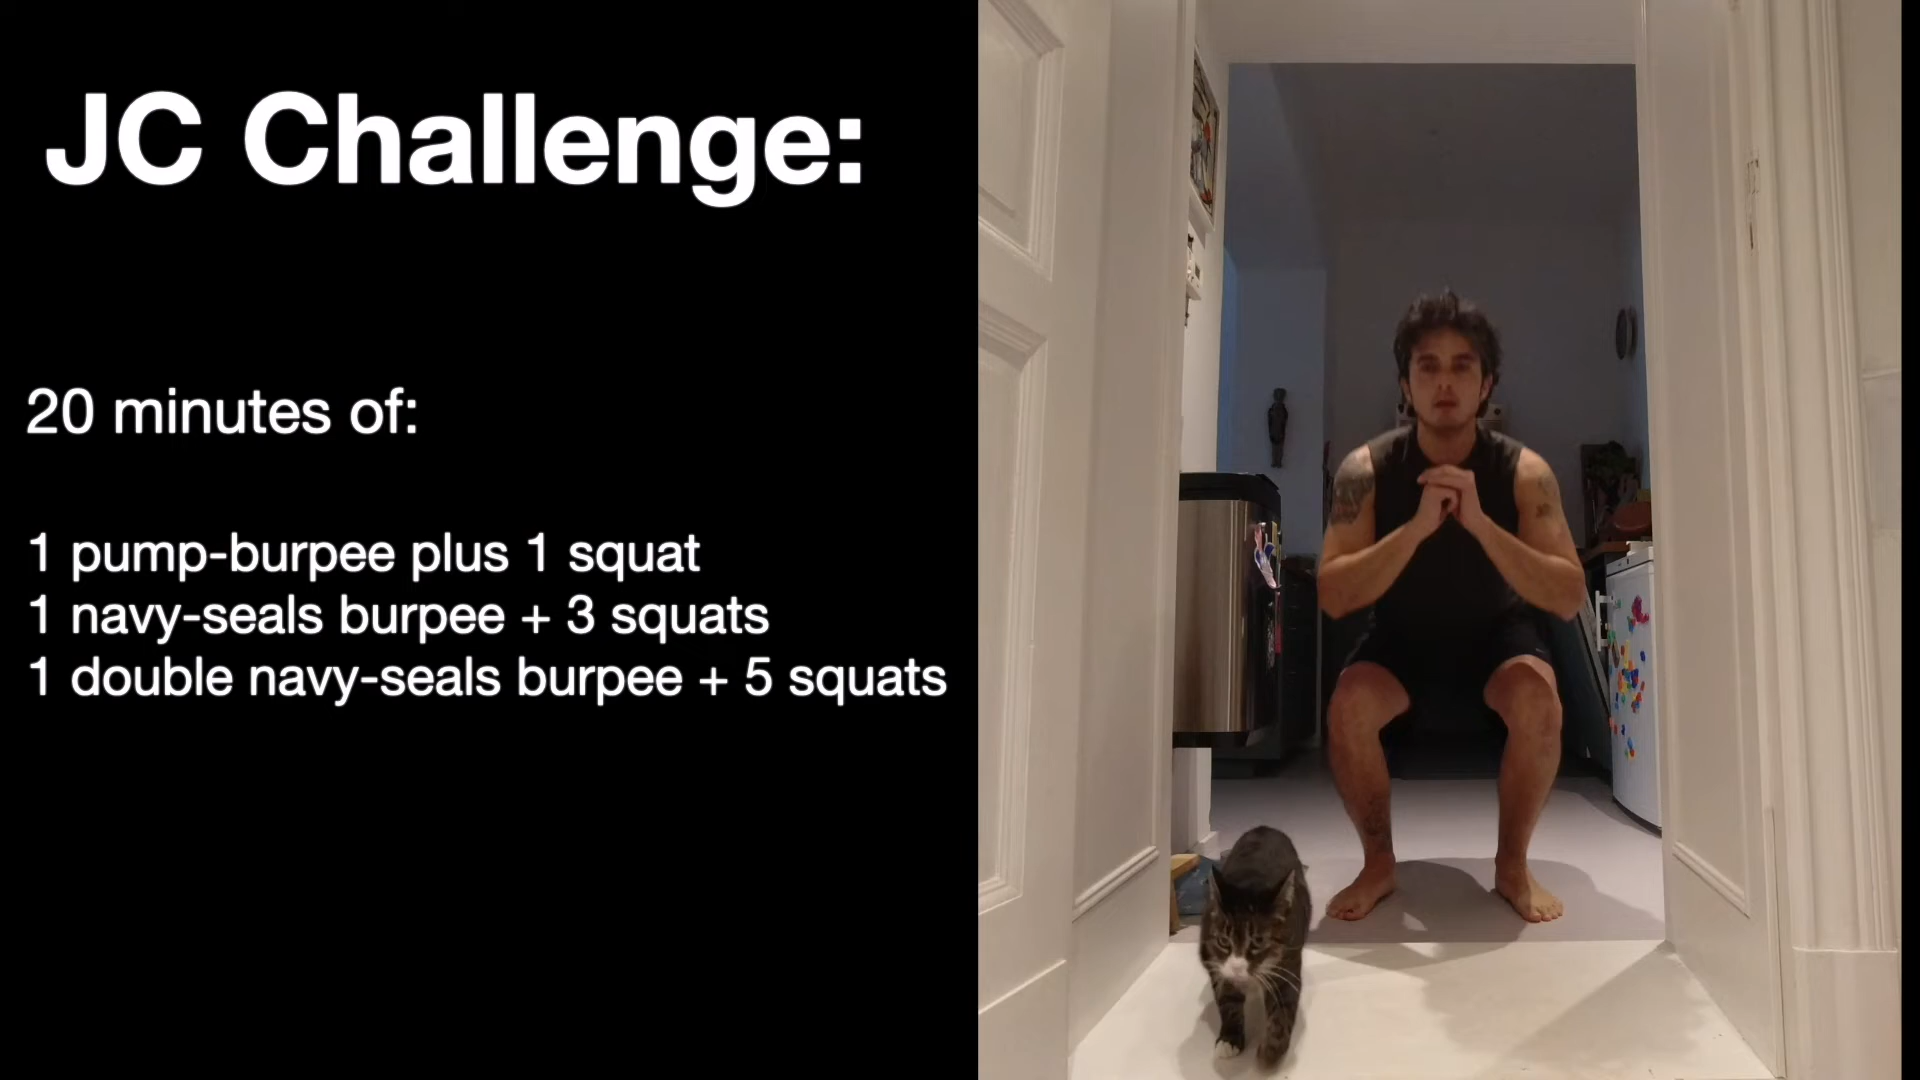 JC Challenge:
20 minutes of:
1 pump-burpee plus 1 squat
1 navy-seals burpee + 3 squats
1 double navy-seals burpee + 5 squats